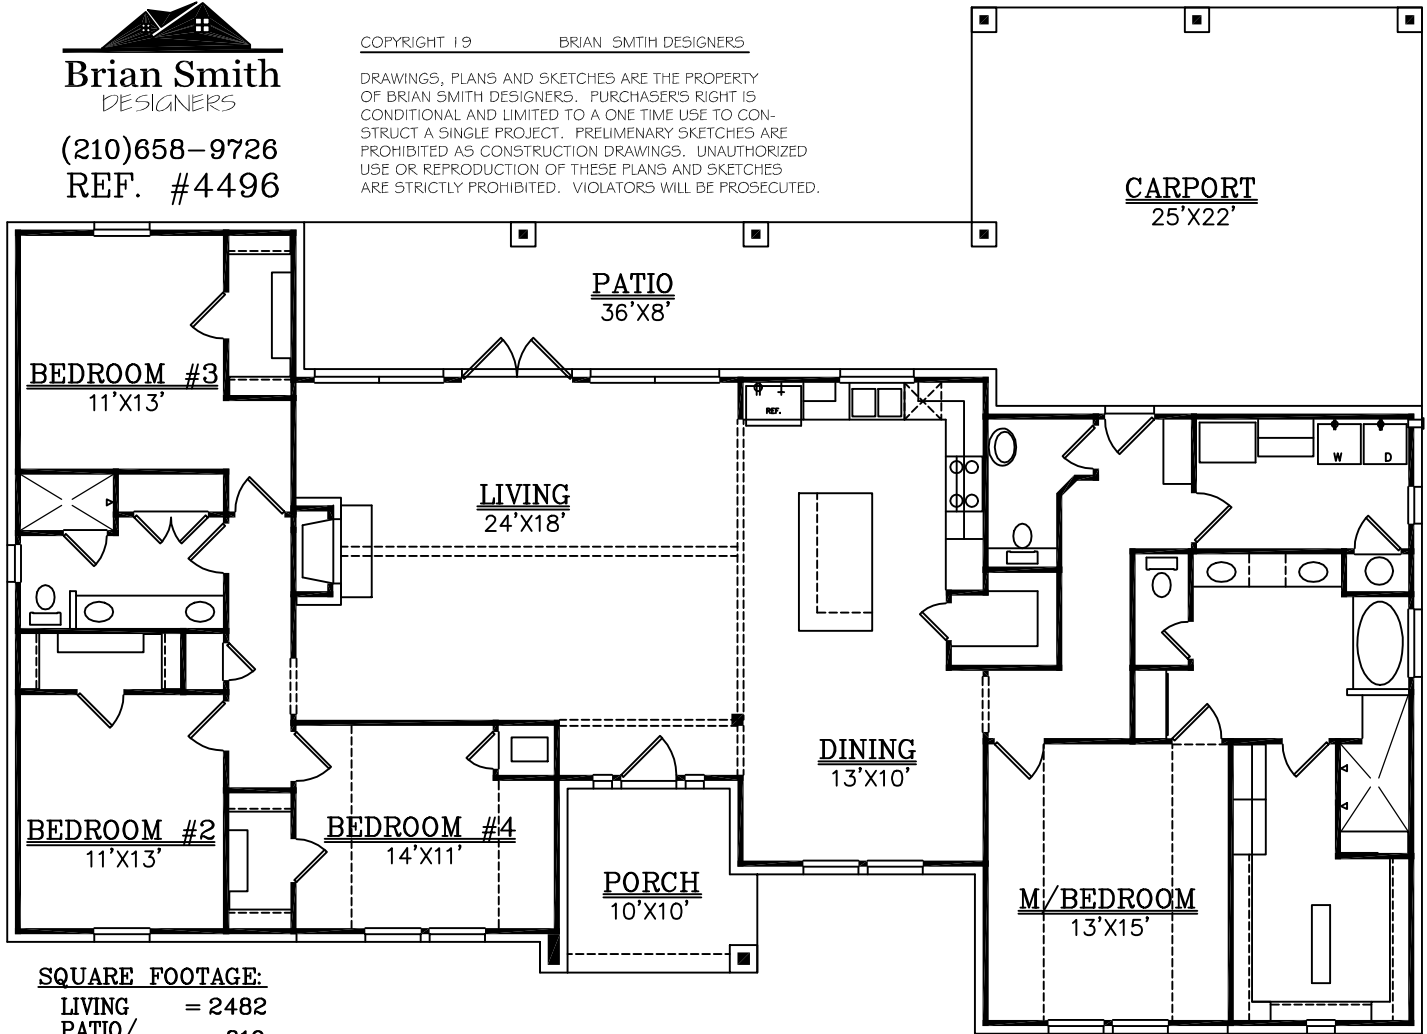 Brian Smith
DESIGNERS
(210)658-9726
REF. #4496
COPYRIGHT 19 BRIAN SMTIH DESIGNERS
DRAWINGS, PLANS AND SKETCHES ARE THE PROPERTY
OF BRIAN SMITH DESIGNERS. PURCHASER'S RIGHT IS
CONDITIONAL AND LIMITED TO A ONE TIME USE TO CON-
STRUCT A SINGLE PROJECT. PRELIMENARY SKETCHES ARE
PROHIBITED AS CONSTRUCTION DRAWINGS. UNAUTHORIZED
USE OR REPRODUCTION OF THESE PLANS AND SKETCHES
ARE STRICTLY PROHIBITED. VIOLATORS WILL BE PROSECUTED.
CARPORT
25'X22'
PATIO
36'X8'
BEDROOM #3
11'X13'
REF.
W
D
LIVING
24'X18'
DINING
13'X10'
BEDROOM #2
11'X13'
BEDROOM #4
14'X11'
PORCH
10'X10'
M/BEDROOM
13'X15'
SQUARE FOOTAGE:
LIVING = 2482
PATIO/